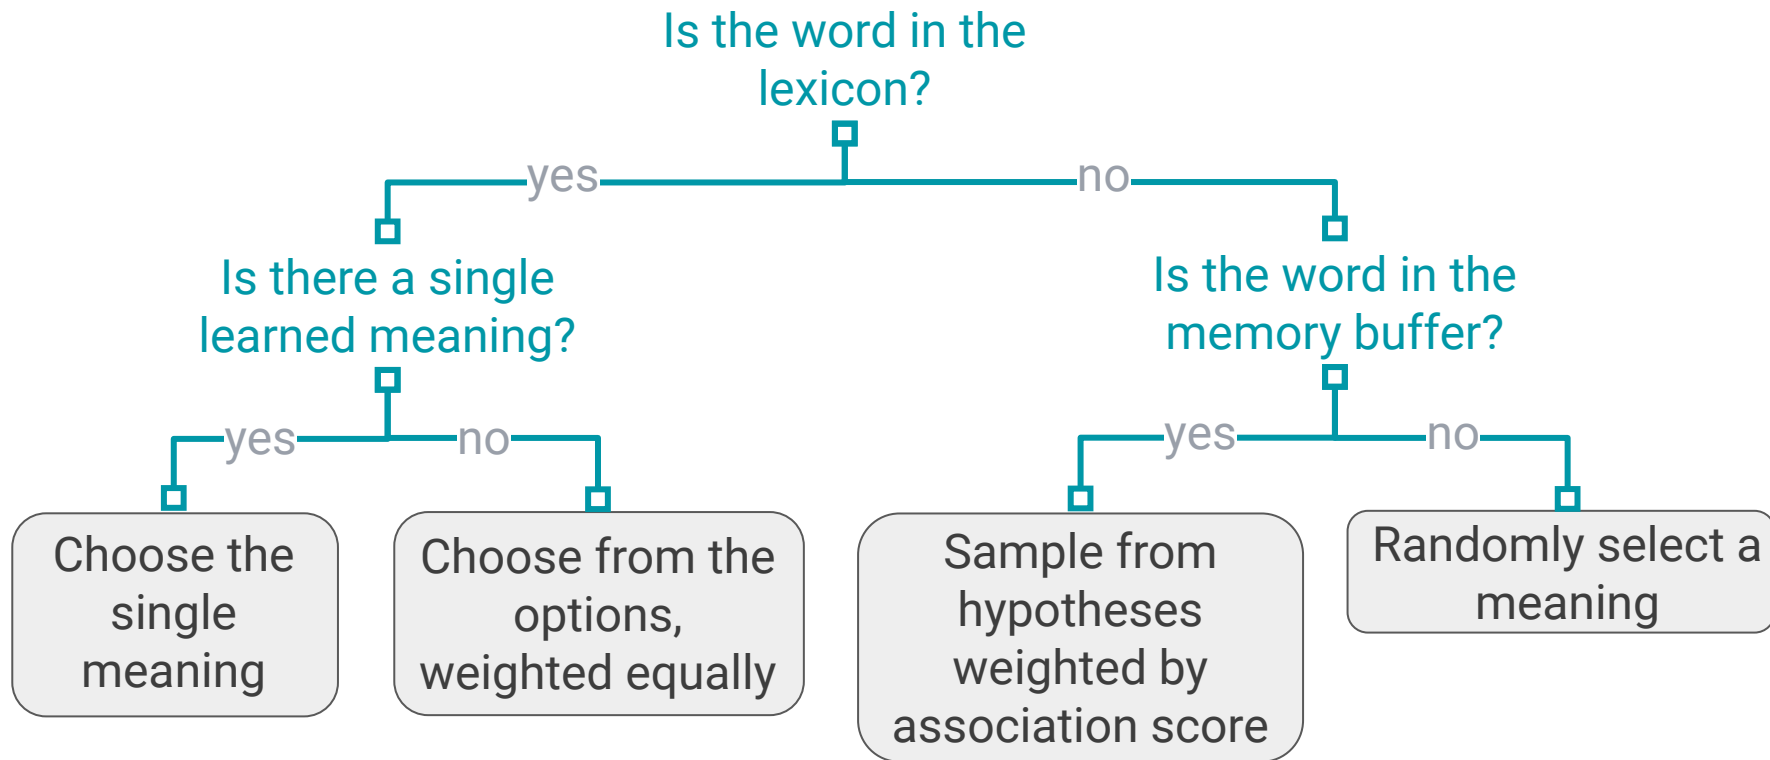 Is the word in the
lexicon?
yes
no
Is there a single
learned meaning?
Is the word in the
memory buffer?
yes
no
yes
no
Choose the
single
meaning
Choose from the
options,
weighted equally
Sample from
hypotheses
weighted by
association score
Randomly select a
meaning